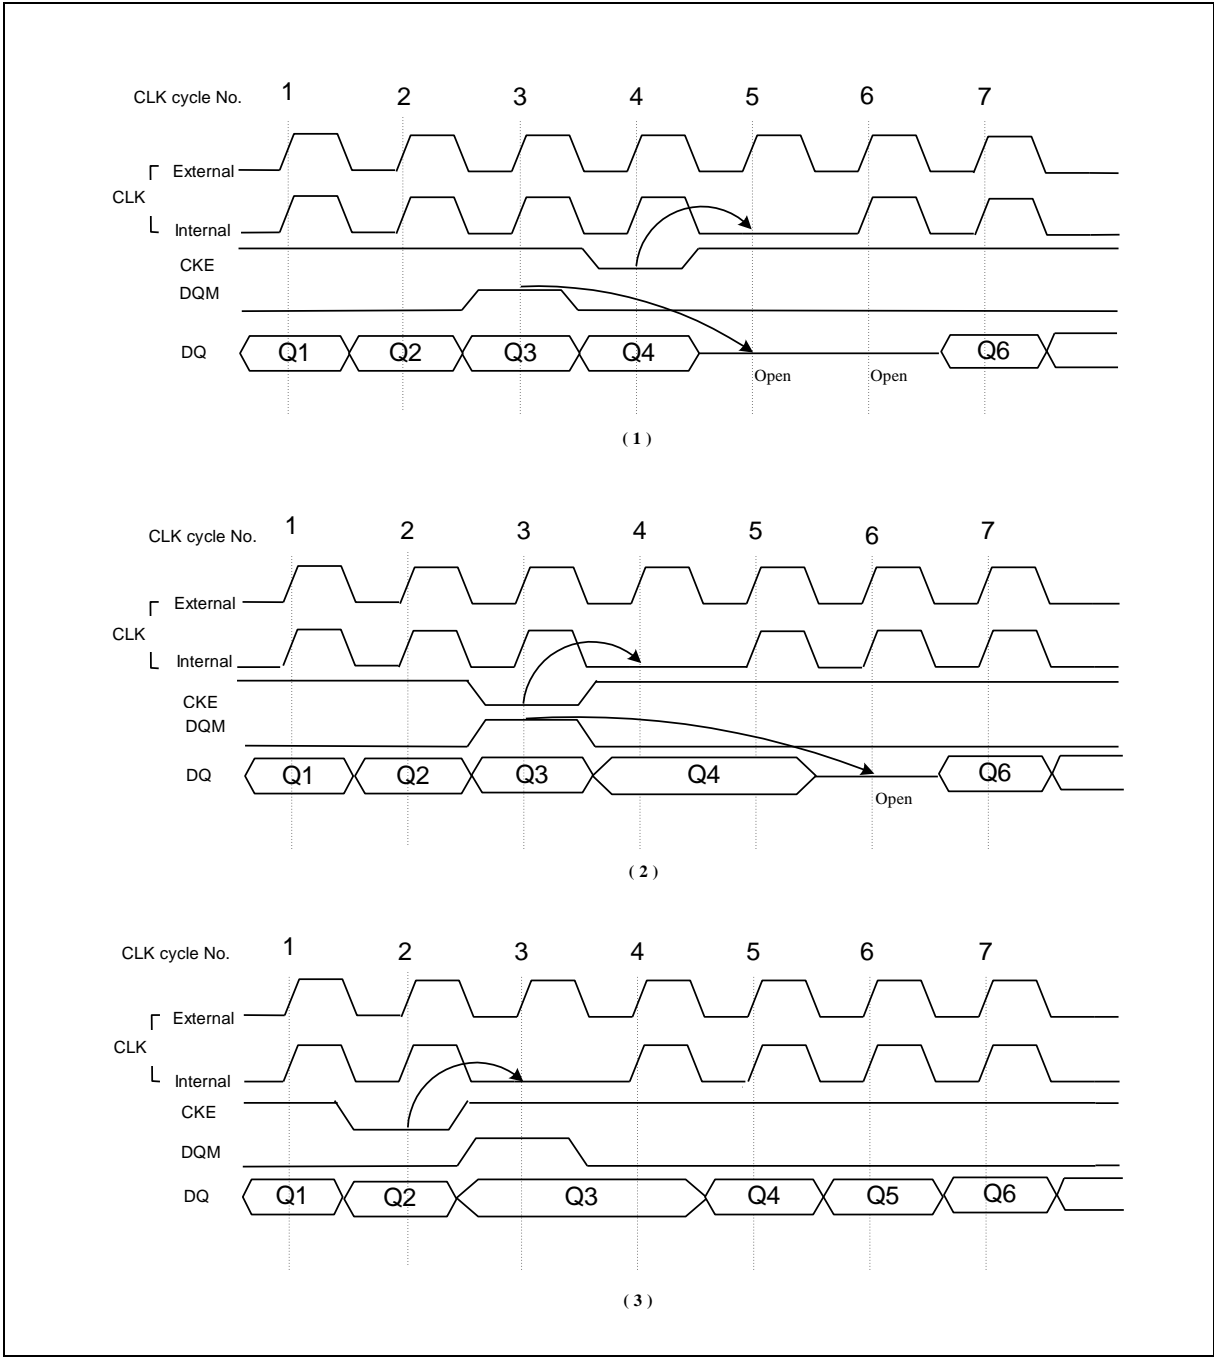 CLK cycle No. 1 2 3 4 5 6 7
External
CLK
Internal
CKE
DQM
DQ Q1 Q2 Q3 Q4 Q6
Open Open
( 1 )
CLK cycle No. 1 2 3 4 5 6 7
External
CLK
Internal
CKE
DQM
DQ Q1 Q2 Q3 Q4 Q6
Open
( 2 )
CLK cycle No. 1 2 3 4 5 6 7
External
CLK
Internal
CKE
DQM
DQ Q1 Q2 Q3 Q4 Q5 Q6
( 3 )